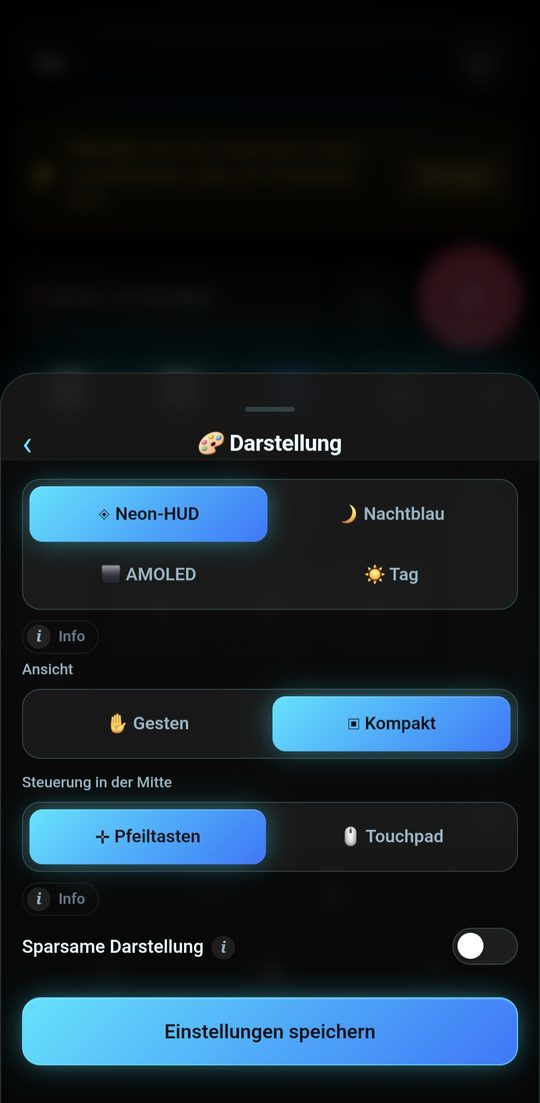 🎨 Darstellung
Neon-HUD
🌙 Nachtblau
AMOLED
☀️ Tag
i Info
Ansicht
✋ Gesten
▣ Kompakt
Steuerung in der Mitte
✛ Pfeiltasten
🖱️ Touchpad
i Info
Sparsame Darstellung i
Einstellungen speichern